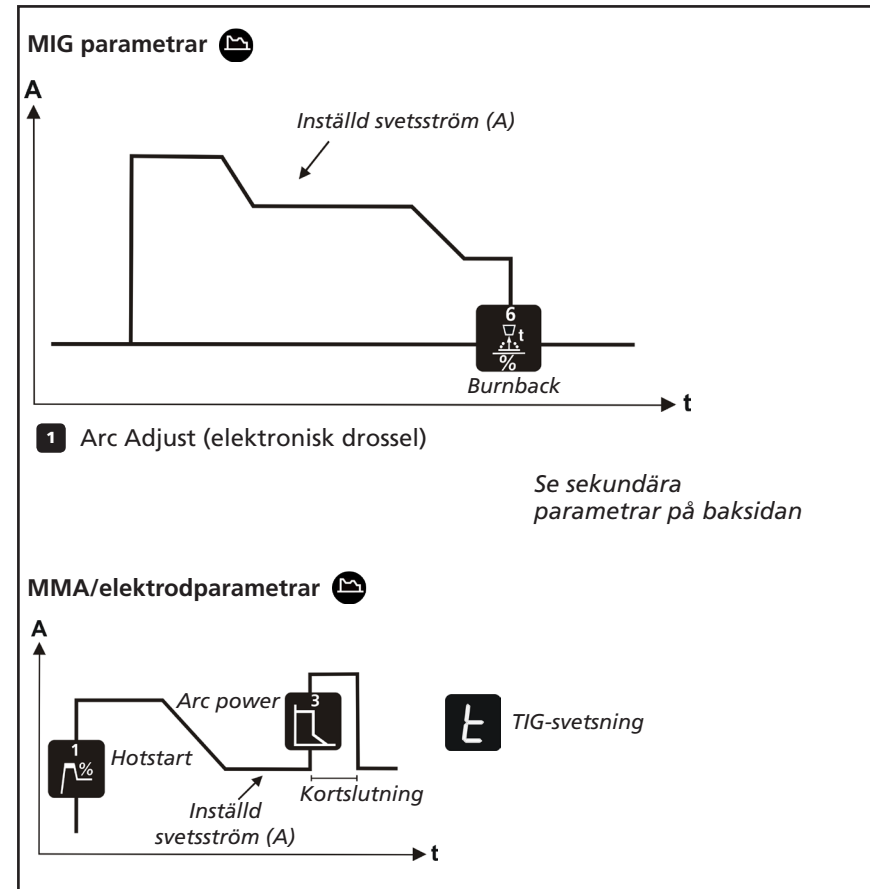 MIG parametrar
A
Inställd svetsström (A)
6
t
%
Burnback
t
1 Arc Adjust (elektronisk drossel)
Se sekundära
parametrar på baksidan
MMA/elektrodparametrar
A
Arc power
3
t TIG-svetsning
1
%
Hotstart
Kortslutning
Inställd
svetsström (A)
t